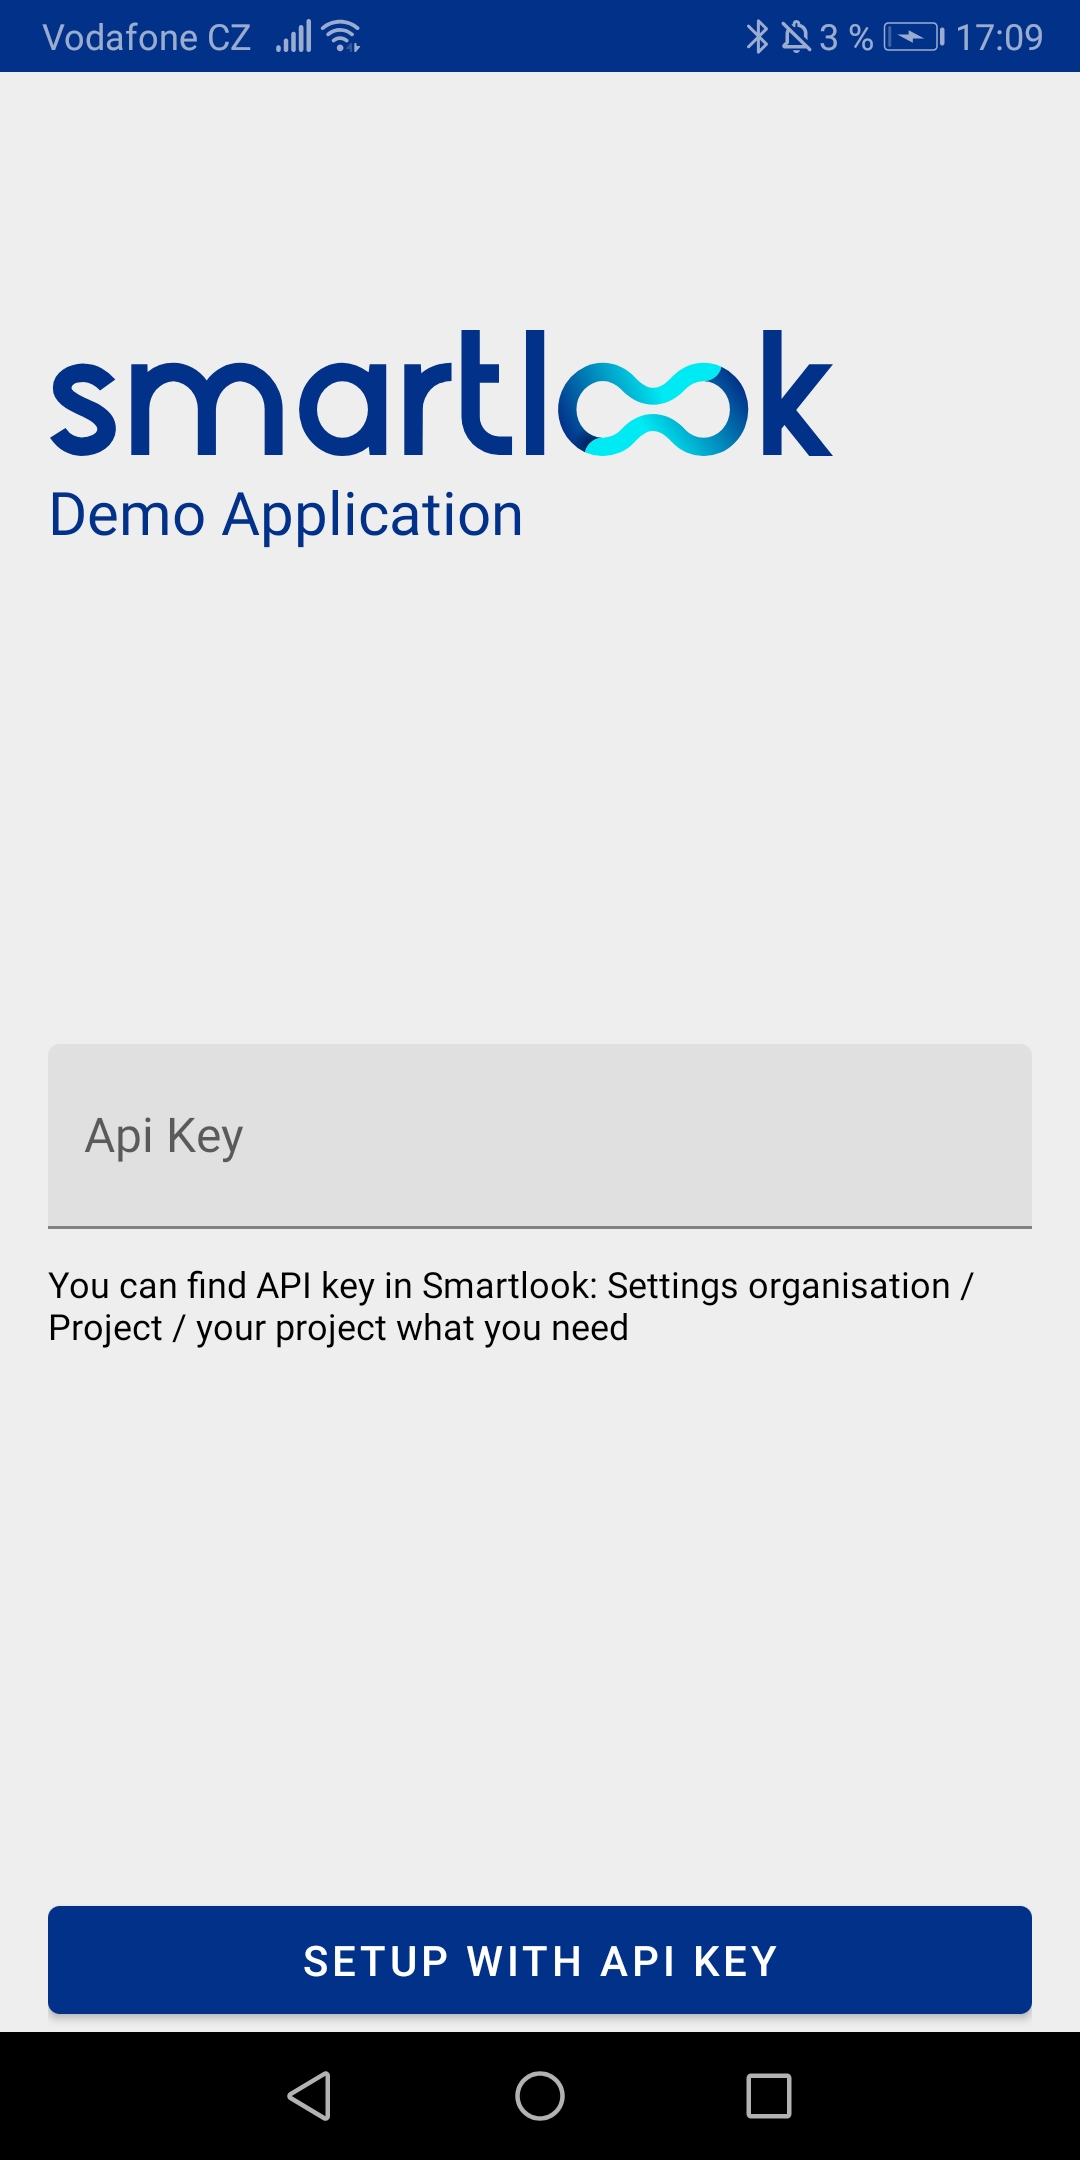 Vodafone CZ 3 % 17:09
smartlook
Demo Application
Api Key
You can find API key in Smartlook: Settings organisation /
Project / your project what you need
SETUP WITH API KEY